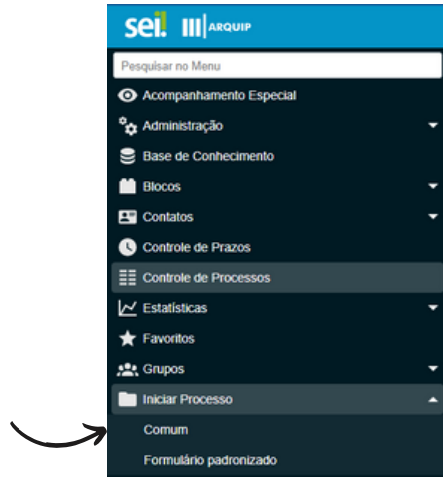 sei! ARQUIP
Pesquisar no Menu
Acompanhamento Especial
Administração
Base de Conhecimento
Blocos
Contatos
Controle de Prazos
Controle de Processos
Estatísticas
Favoritos
Grupos
Iniciar Processo
Comum
Formulário padronizado